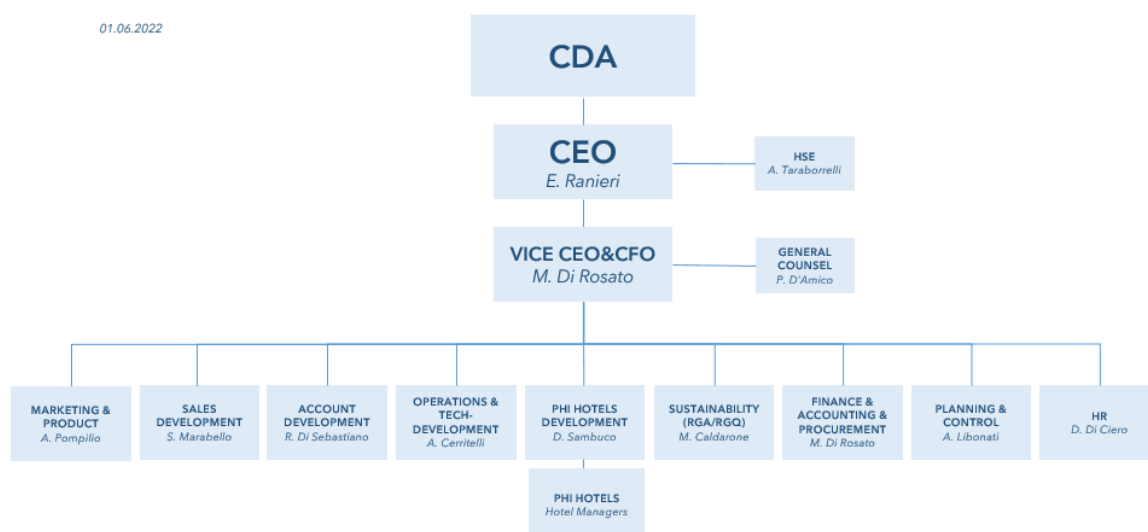 01.06.2022
CDA
CEO
E. Ranieri
HSE
A. Taraborrelli
VICE CEO&CFO
M. Di Rosato
GENERAL
COUNSEL
P. D'Amico
MARKETING &
PRODUCT
A. Pompilio
SALES
DEVELOPMENT
S. Marabello
ACCOUNT
DEVELOPMENT
R. Di Sebastiano
OPERATIONS &
TECH-
DEVELOPMENT
A. Cerritelli
PHI HOTELS
DEVELOPMENT
D. Sambuco
SUSTAINABILITY
(RGA/RGQ)
M. Caldarone
FINANCE &
ACCOUNTING &
PROCUREMENT
M. Di Rosato
PLANNING &
CONTROL
A. Libonati
HR
D. Di Ciero
PHI HOTELS
Hotel Managers